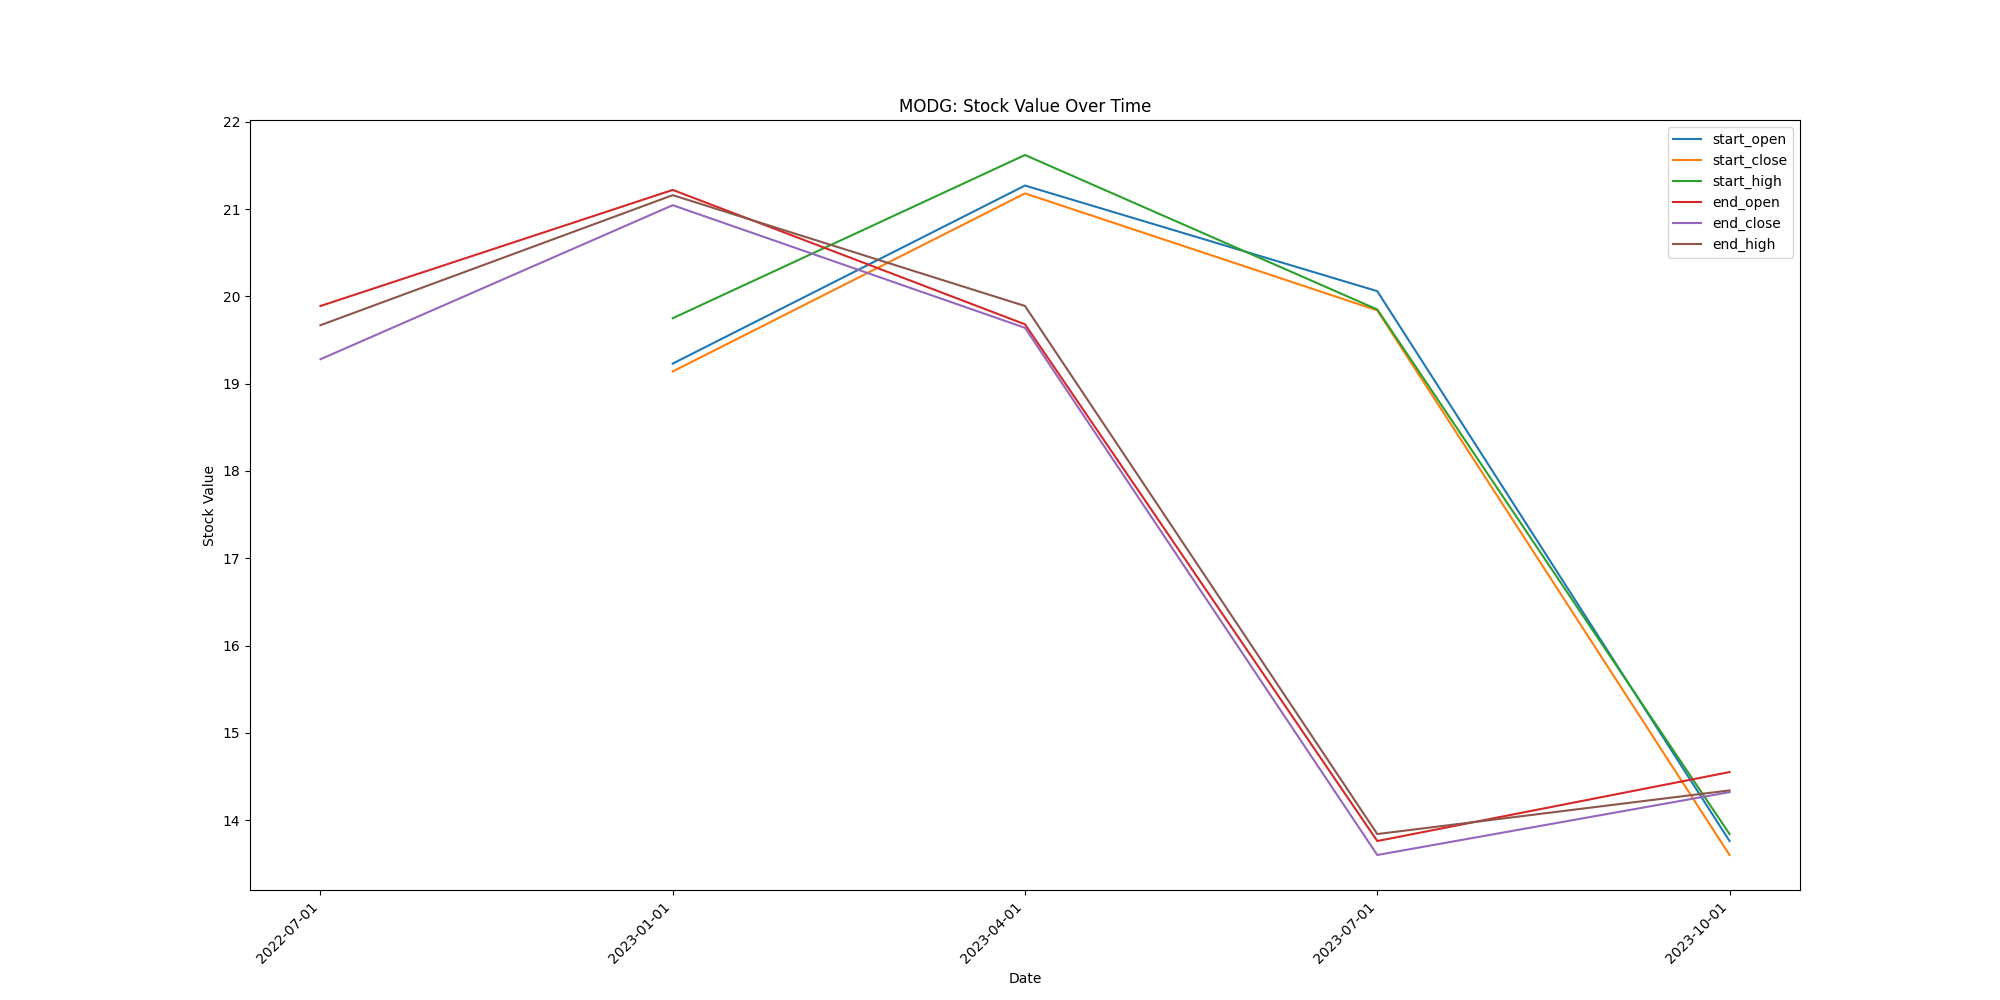 MODG: Stock Value Over Time
22
21
20
19
18
17
16
15
14
Stock Value
start_open
start_close
start_high
end_open
end_close
end_high
2022-07-01
2023-01-01
2023-04-01
2023-07-01
2023-10-01
Date